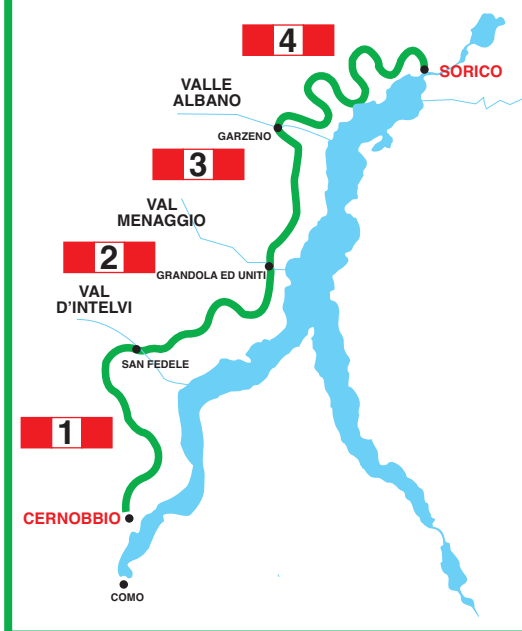 4
SORICO
VALLE
ALBANO
GARZENO
3
VAL
MENAGGIO
2
GRANDOLA ED UNITI
VAL
D'INTELVI
SAN FEDELE
1
CERNOBBIO
COMO